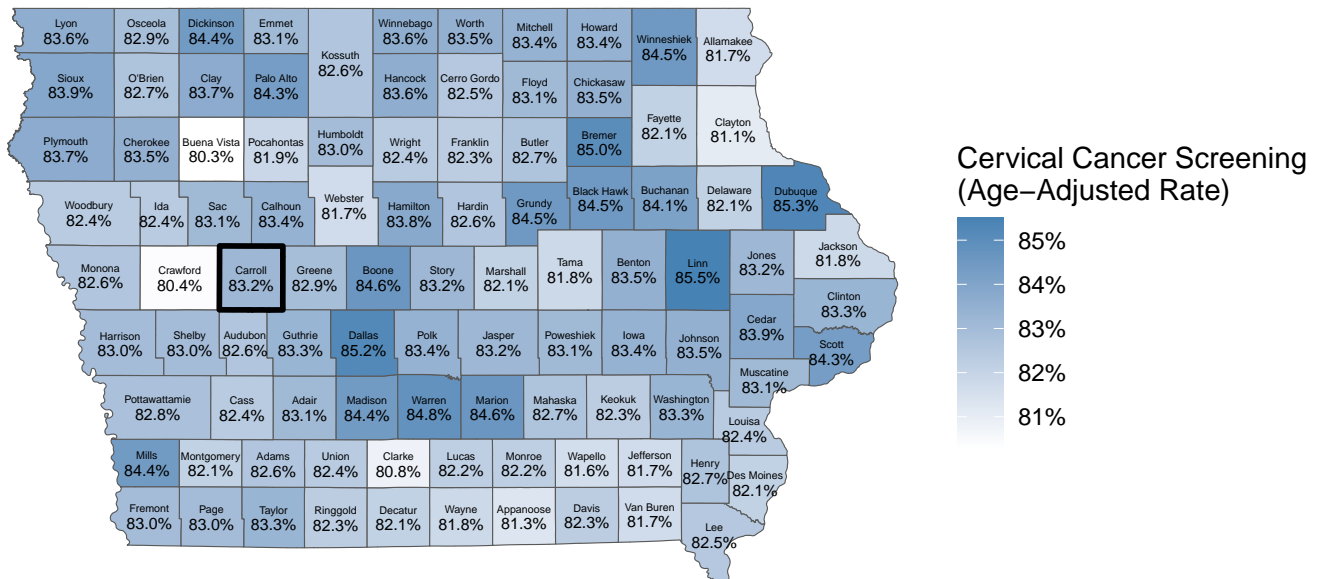 Lyon
83.6%
Osceola
82.9%
Dickinson
84.4%
Emmet
83.1%
Kossuth
82.6%
Winnebago
83.6%
Worth
83.5%
Mitchell
83.4%
Howard
83.4%
Winneshiek
84.5%
Allamakee
81.7%
Sioux
83.9%
O'Brien
82.7%
Clay
83.7%
Palo Alto
84.3%
Hancock
83.6%
Cerro Gordo
82.5%
Floyd
83.1%
Chickasaw
83.5%
Fayette
82.1%
Clayton
81.1%
Plymouth
83.7%
Cherokee
83.5%
Buena Vista
80.3%
Pocahontas
81.9%
Humboldt
83.0%
Wright
82.4%
Franklin
82.3%
Butler
82.7%
Bremer
85.0%
Woodbury
82.4%
Ida
82.4%
Sac
83.1%
Calhoun
83.4%
Webster
81.7%
Hamilton
83.8%
Hardin
82.6%
Grundy
84.5%
Black Hawk
84.5%
Buchanan
84.1%
Delaware
82.1%
Dubuque
85.3%
Monona
82.6%
Crawford
80.4%
Carroll
83.2%
Greene
82.9%
Boone
84.6%
Story
83.2%
Marshall
82.1%
Tama
81.8%
Benton
83.5%
Linn
85.5%
Jones
83.2%
Jackson
81.8%
Clinton
83.3%
Harrison
83.0%
Shelby
83.0%
Audubon
82.6%
Guthrie
83.3%
Dallas
85.2%
Polk
83.4%
Jasper
83.2%
Poweshiek
83.1%
Iowa
83.4%
Johnson
83.5%
Cedar
83.9%
Scott
84.3%
Muscatine
83.1%
Pottawattamie
82.8%
Cass
82.4%
Adair
83.1%
Madison
84.4%
Warren
84.8%
Marion
84.6%
Mahaska
82.7%
Keokuk
82.3%
Washington
83.3%
Louisa
82.4%
Mills
84.4%
Montgomery
82.1%
Adams
82.6%
Union
82.4%
Clarke
80.8%
Lucas
82.2%
Monroe
82.2%
Wapello
81.6%
Jefferson
81.7%
Henry
82.7%
Des Moines
82.1%
Fremont
83.0%
Page
83.0%
Taylor
83.3%
Ringgold
82.3%
Decatur
82.1%
Wayne
81.8%
Appanoose
81.3%
Davis
82.3%
Van Buren
81.7%
Lee
82.5%
Cervical Cancer Screening
(Age−Adjusted Rate)
85%
84%
83%
82%
81%